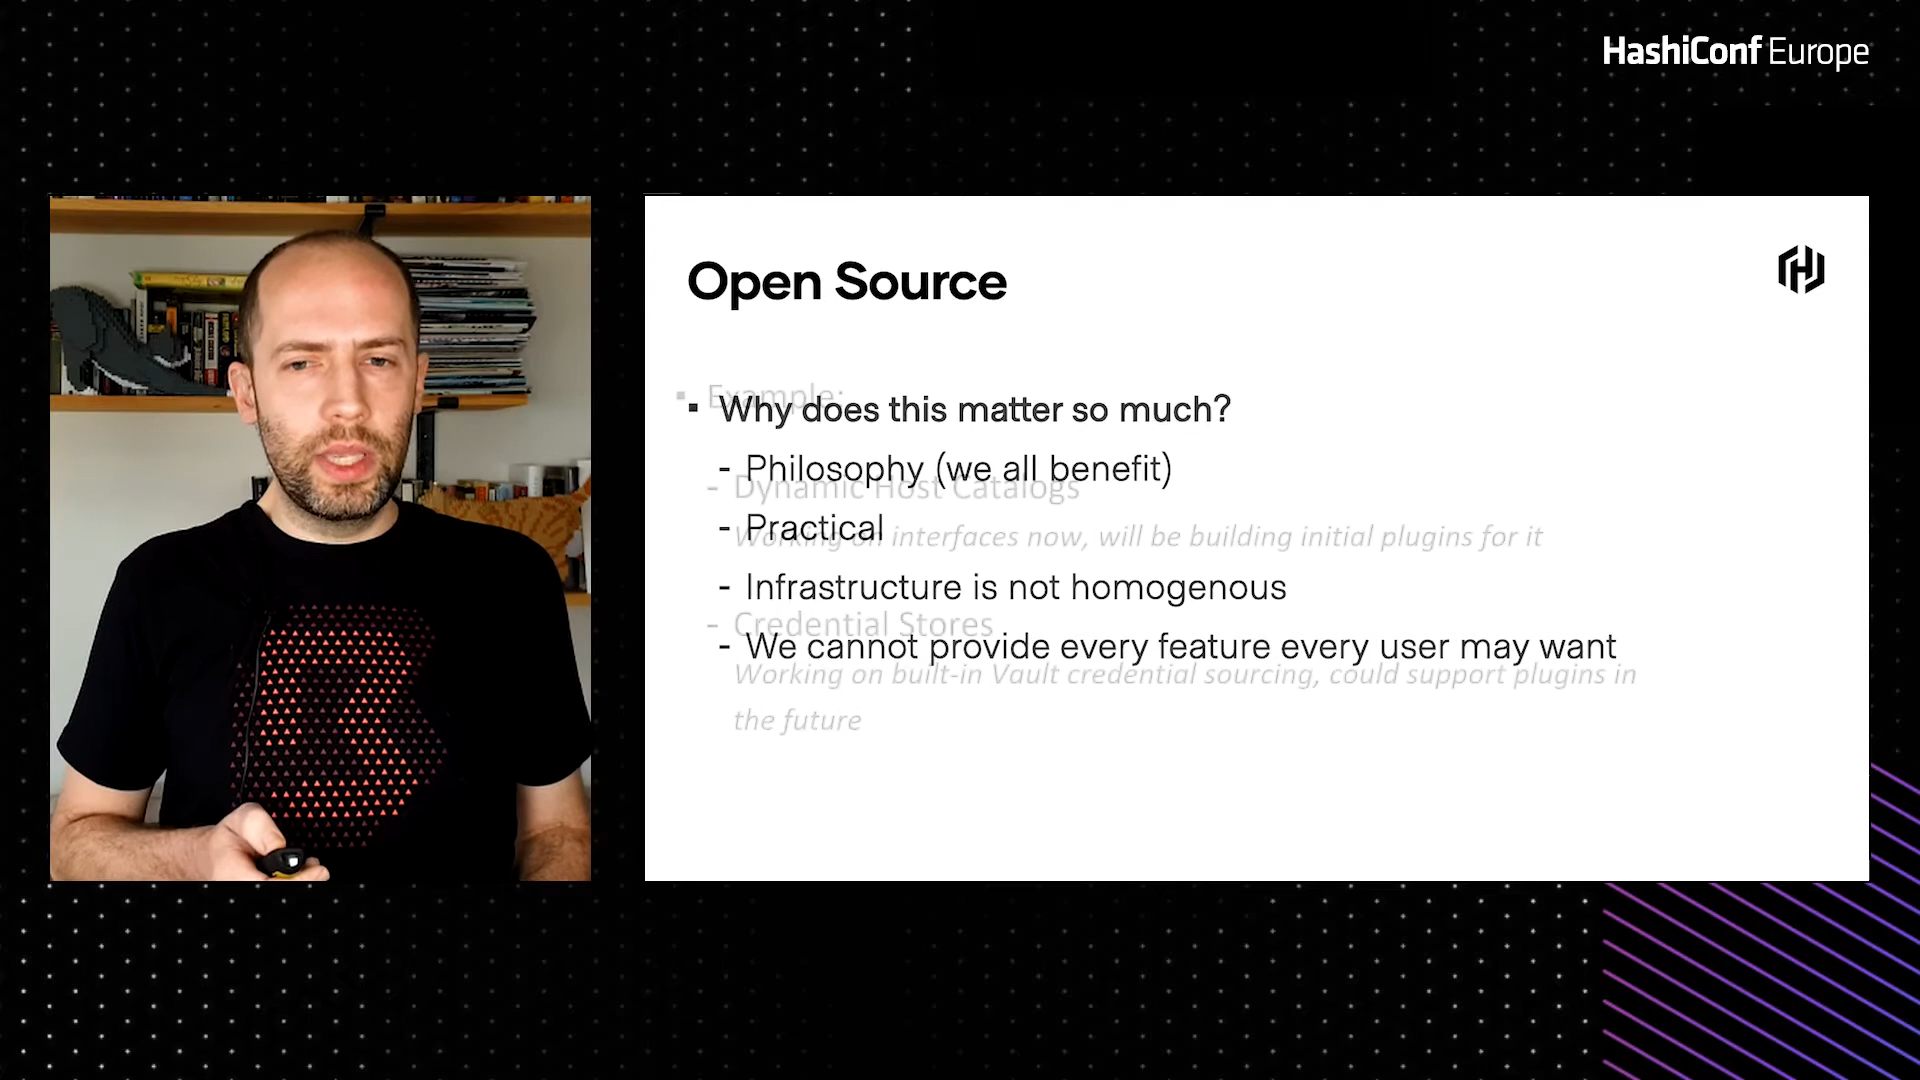 HashiConf Europe
Open Source
▪ Example:
▪ Why does this matter so much?
- Philosophy (we all benefit)
- Dynamic Host Catalogs
- Practical
Working on interfaces now, will be building initial plugins for it
- Infrastructure is not homogenous
- Credential Stores
- We cannot provide every feature every user may want
Working on built-in Vault credential sourcing, could support plugins in
the future